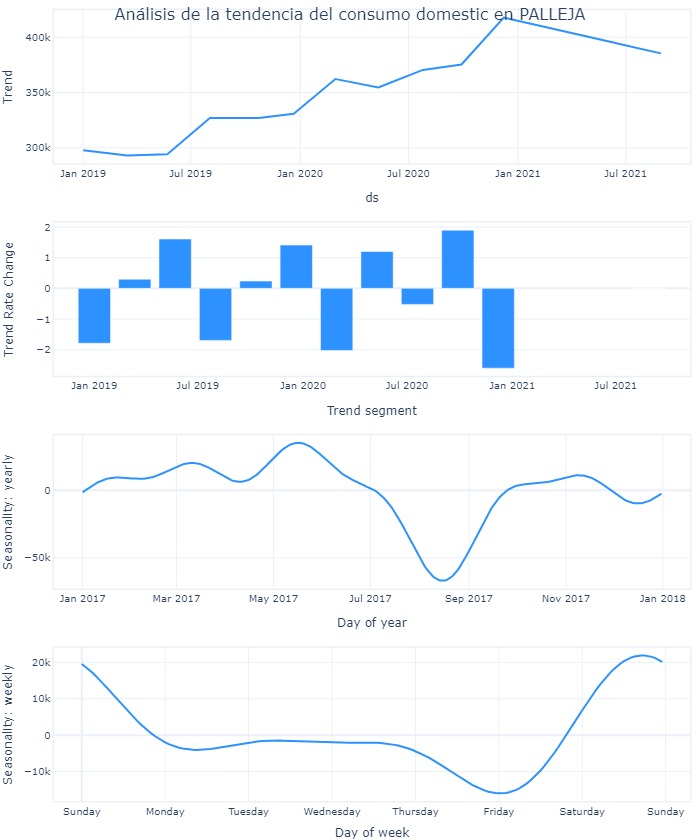 Análisis de la tendencia del consumo domestic en PALLEJA
400k
350k
300k
Trend
Jan 2019 Jul 2019 Jan 2020 Jul 2020 Jan 2021 Jul 2021
ds
2
1
0
−1
−2
Trend Rate Change
Jan 2019 Jul 2019 Jan 2020 Jul 2020 Jan 2021 Jul 2021
Trend segment
0
−50k
Seasonality: yearly
Jan 2017 Mar 2017 May 2017 Jul 2017 Sep 2017 Nov 2017 Jan 2018
Day of year
20k
10k
0
−10k
Seasonality: weekly
Sunday Monday Tuesday Wednesday Thursday Friday Saturday Sunday
Day of week